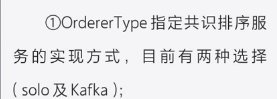 ①OrdererType 指定共识排序服
务的实现方式，目前有两种选择
（solo 及 Kafka）；